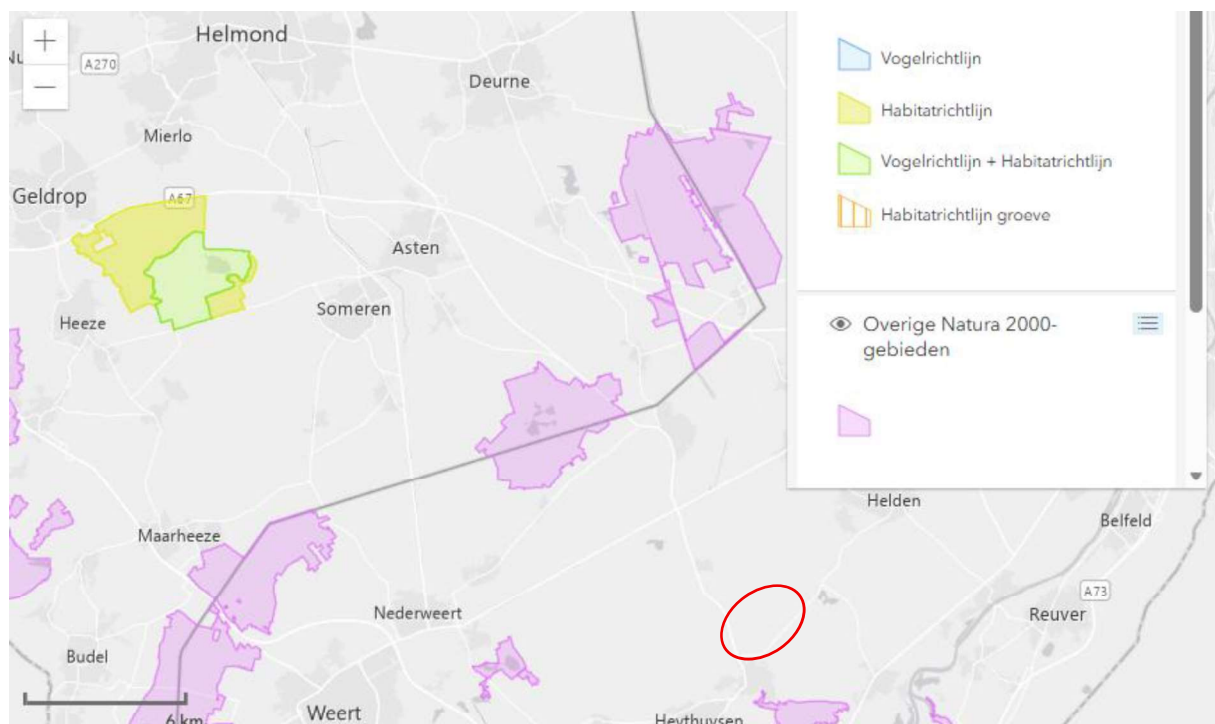 Helmond
A270
Deurne
Mierlo
Geldrop
A67
Asten
Heeze
Someren
Maarheeze
Nederweert
Budel
Weert
6 km
Heythuysen
Helden
Belfeld
A73
Reuver
Vogelrichtlijn
Habitatrichtlijn
Vogelrichtlijn + Habitatrichtlijn
Habitatrichtlijn groeve
Overige Natura 2000-
gebieden